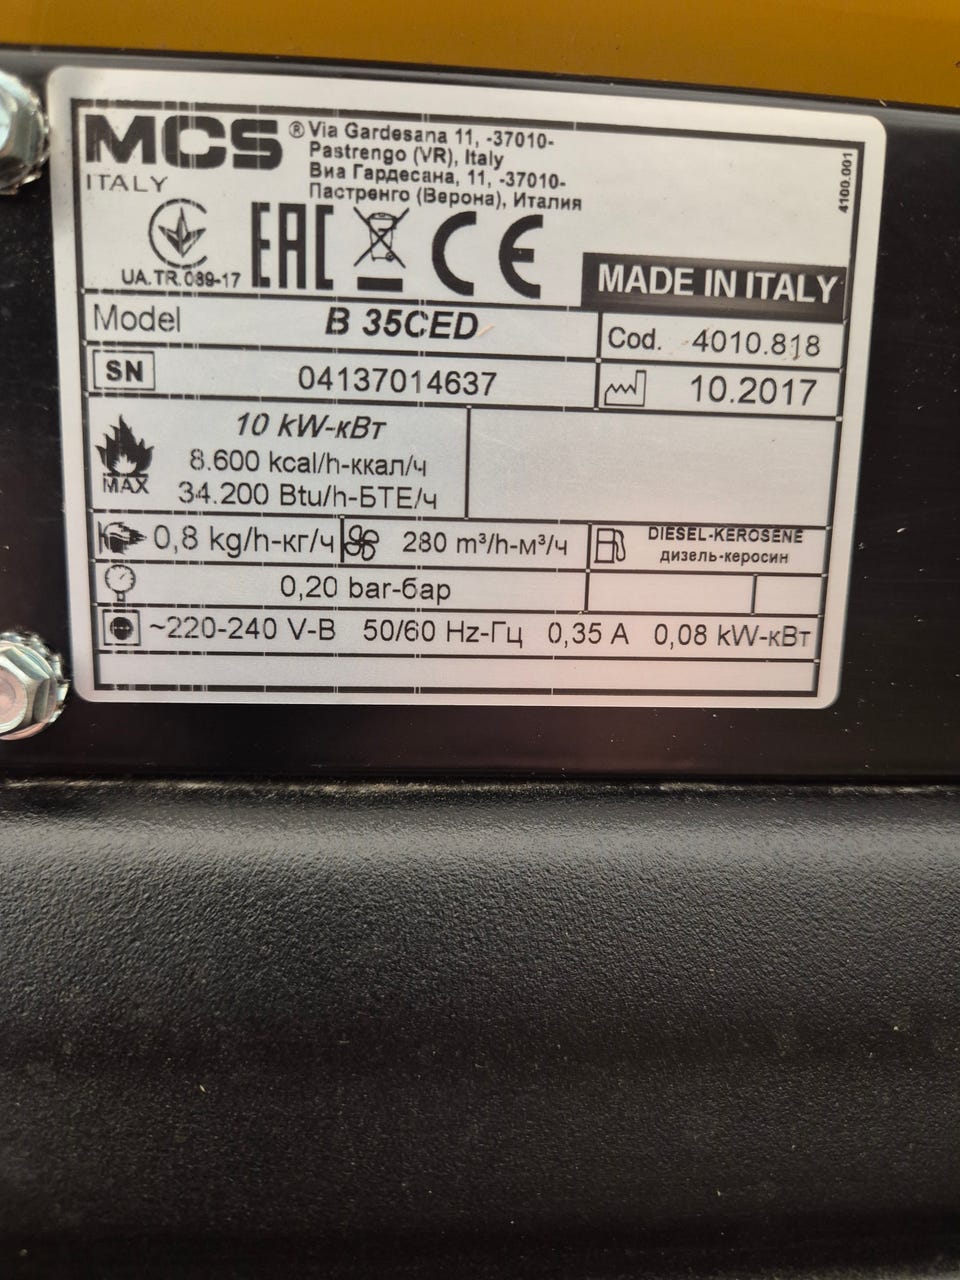 MCS ® Via Gardesana 11, -37010-
Pastrengo (VR), Italy
ITALY
Виа Гардесана, 11, -37010-
Пастренго (Верона), Италия
4100.001
UA.TR.089-17
EAC
CE
MADE IN ITALY
Model B 35CED Cod. 4010.818
SN 04137014637 10.2017
10 kW-кВт
8.600 kcal/h-ккал/ч
MAX 34.200 Btu/h-БТЕ/ч
0,8 kg/h-кг/ч 280 m³/h-м³/ч DIESEL-KEROSENE
дизель-керосин
0,20 bar-бар
~220-240 V-В 50/60 Hz-Гц 0,35 A 0,08 kW-кВт